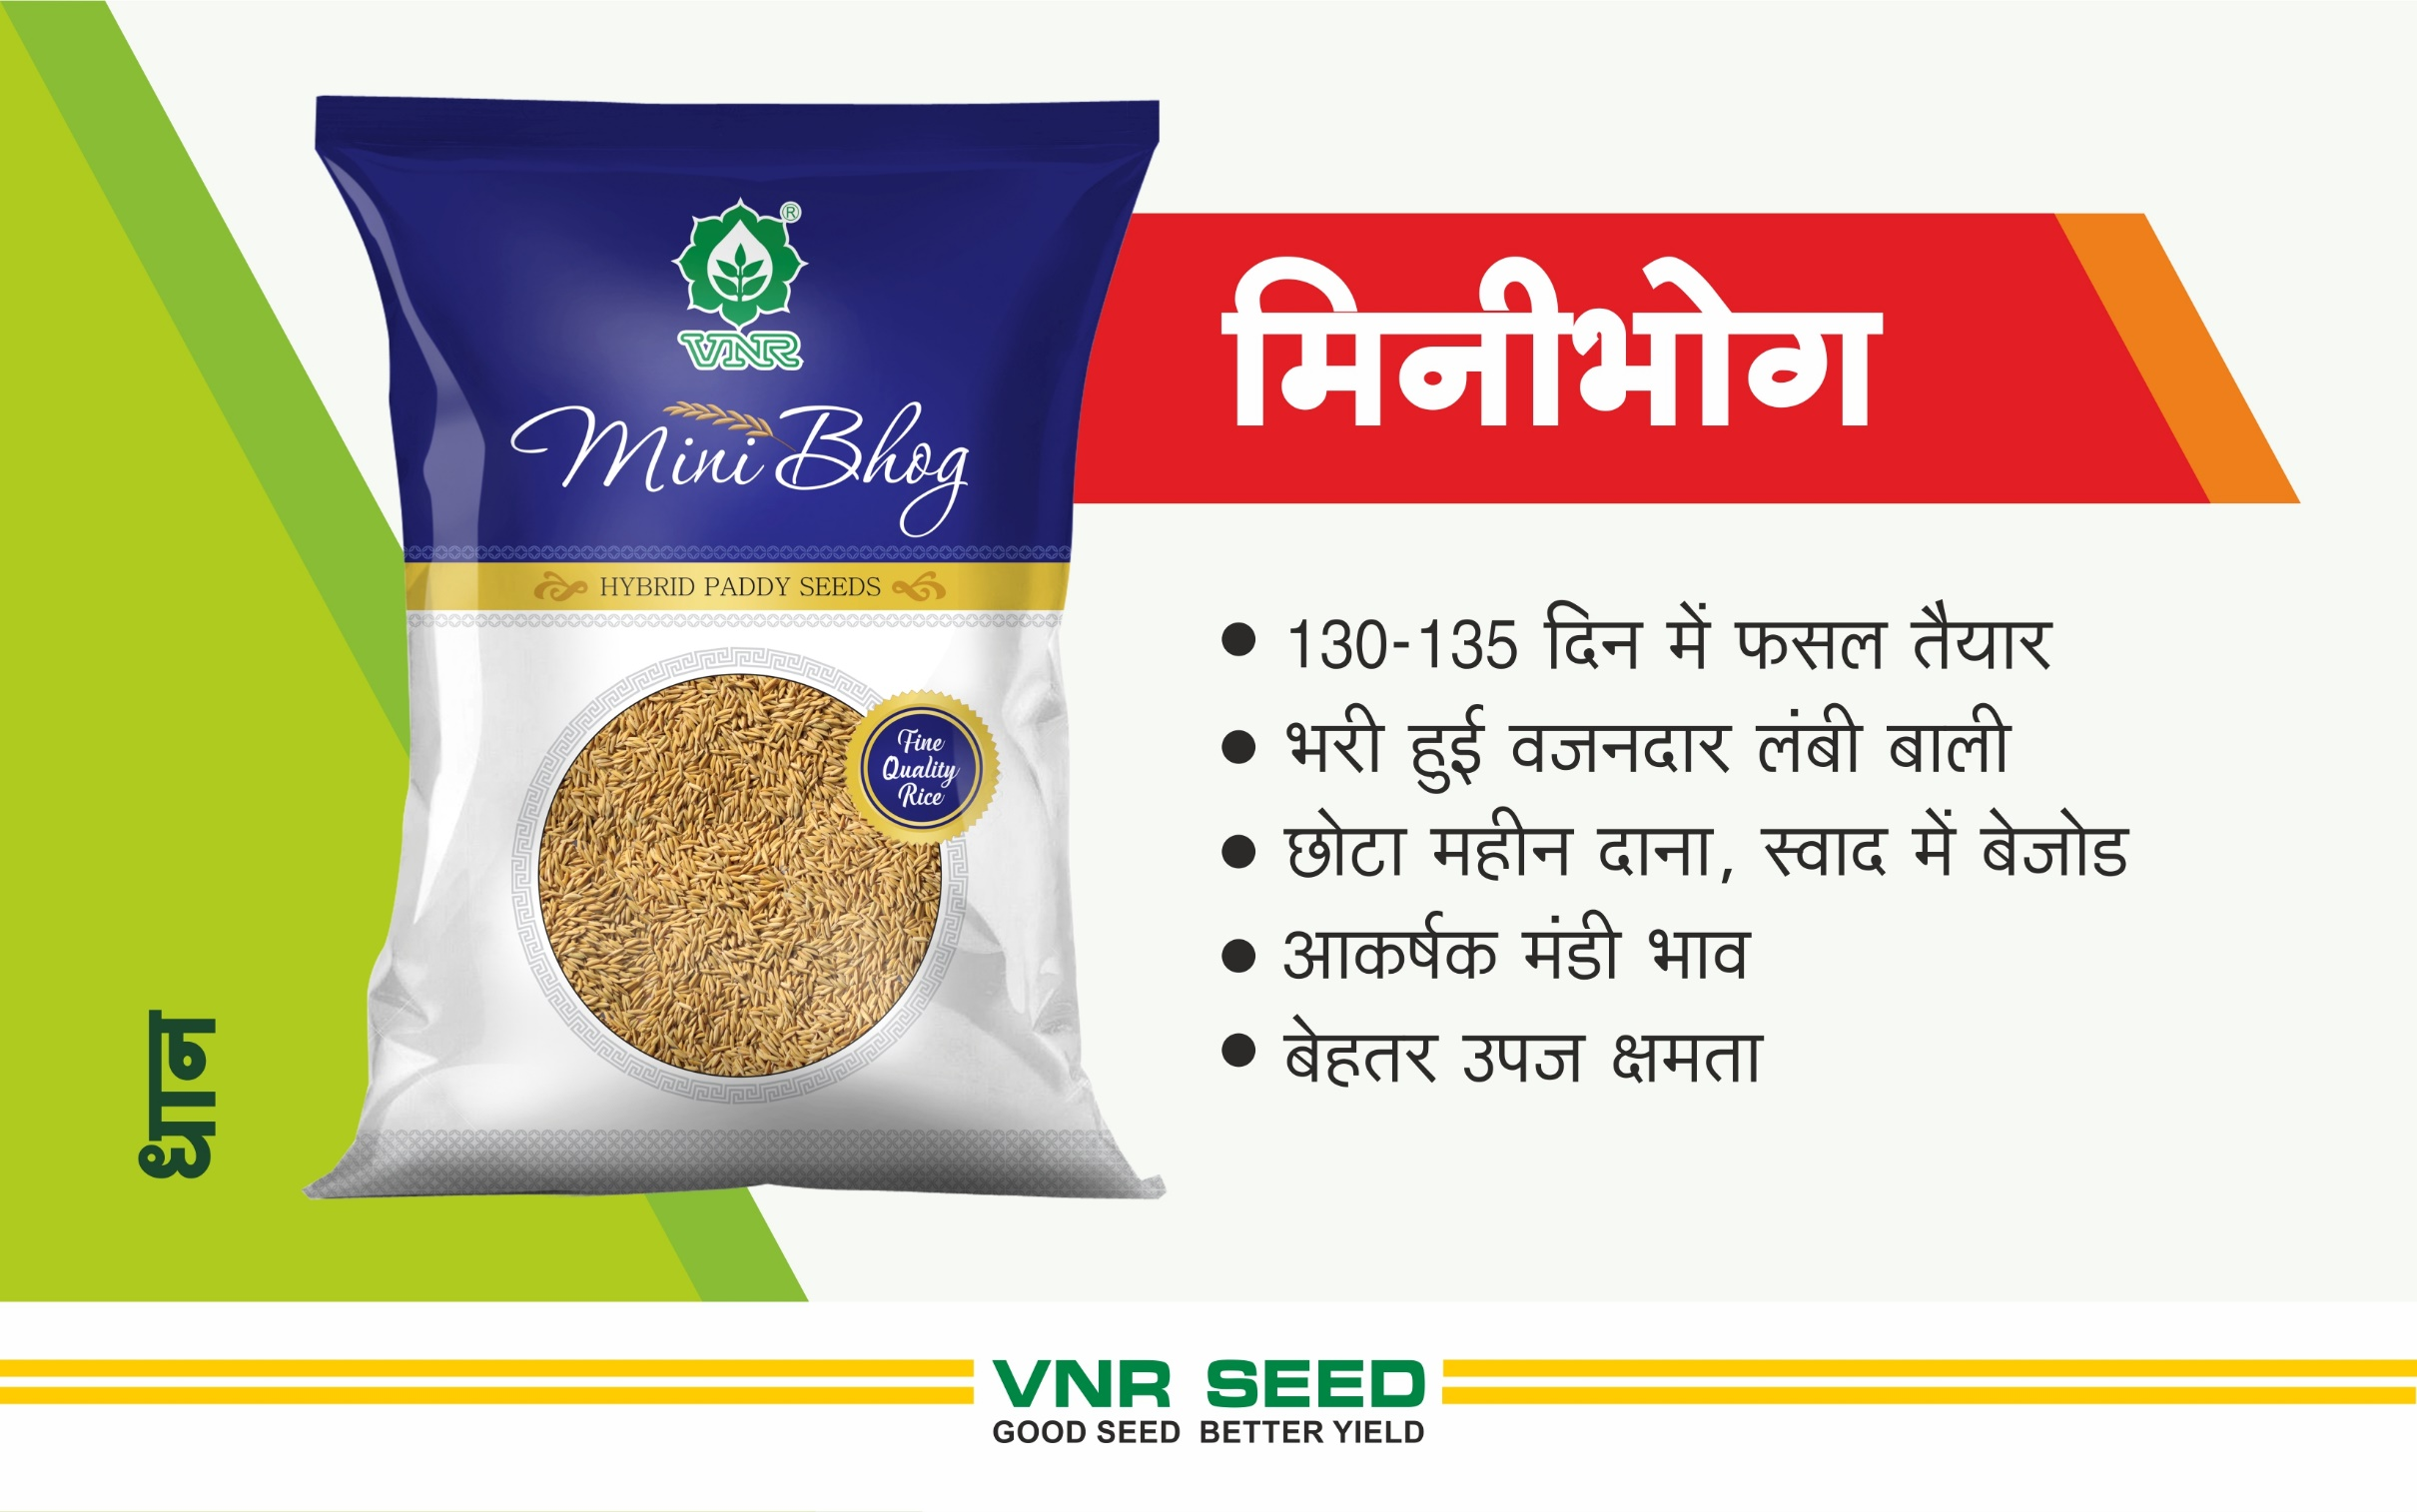 ®
VNR
Mini Bhog
HYBRID PADDY SEEDS
Fine
Quality
Rice
धान
मिनीभोग
• 130-135 दिन में फसल तैयार
• भरी हुई वजनदार लंबी बाली
• छोटा महीन दाना, स्वाद में बेजोड
• आकर्षक मंडी भाव
• बेहतर उपज क्षमता
VNR SEED
GOOD SEED BETTER YIELD